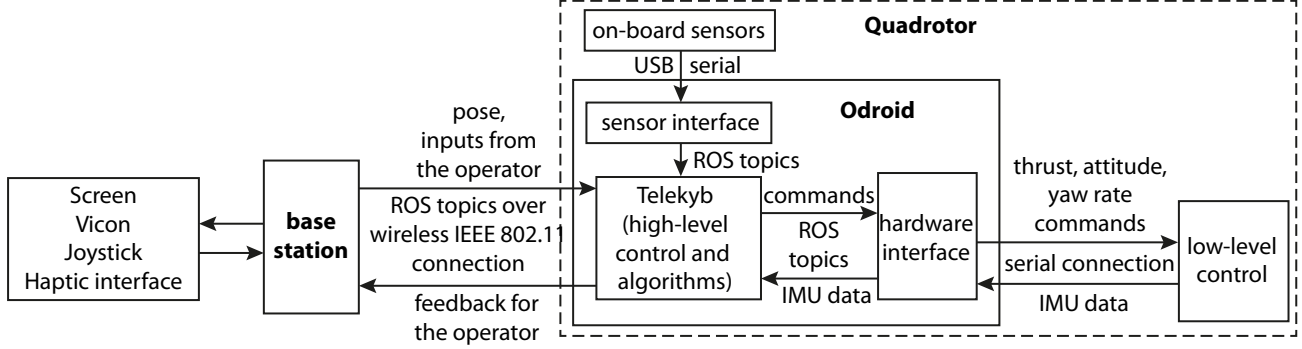 on-board sensors
Quadrotor
USB serial
sensor interface
Odroid
ROS topics
pose,
inputs from
the operator
ROS topics over
wireless IEEE 802.11
connection
feedback for
the operator
Screen
Vicon
Joystick
Haptic interface
base
station
Telekyb
(high-level
control and
algorithms)
commands
ROS
topics
IMU data
hardware
interface
thrust, attitude,
yaw rate
commands
serial connection
IMU data
low-level
control